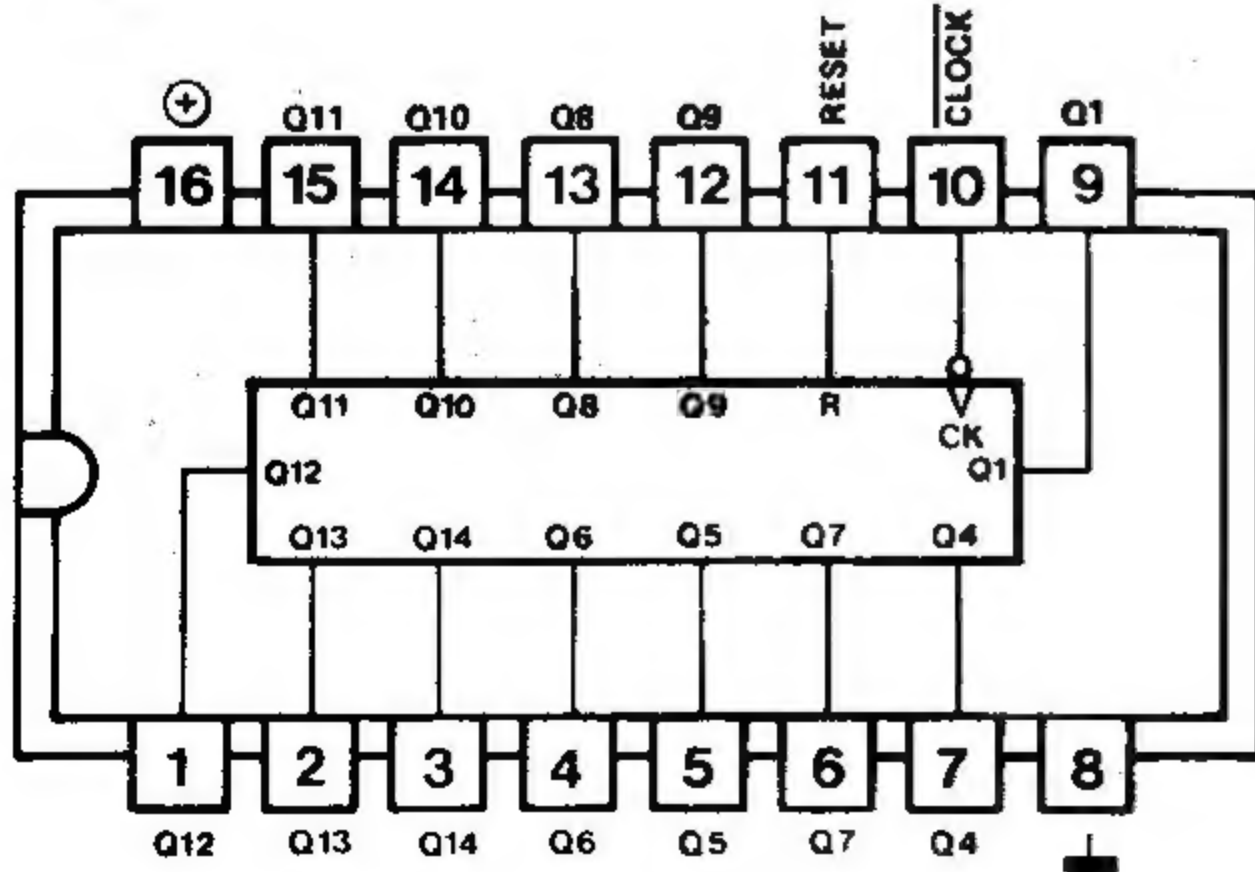 RESET CLOCK
⊕ Q11 Q10 Q8 Q9 Q1
16 15 14 13 12 11 10 9
Q11 Q10 Q8 Q9 R
CK
Q12 Q1
Q13 Q14 Q6 Q5 Q7 Q4
1 2 3 4 5 6 7 8
Q12 Q13 Q14 Q6 Q5 Q7 Q4